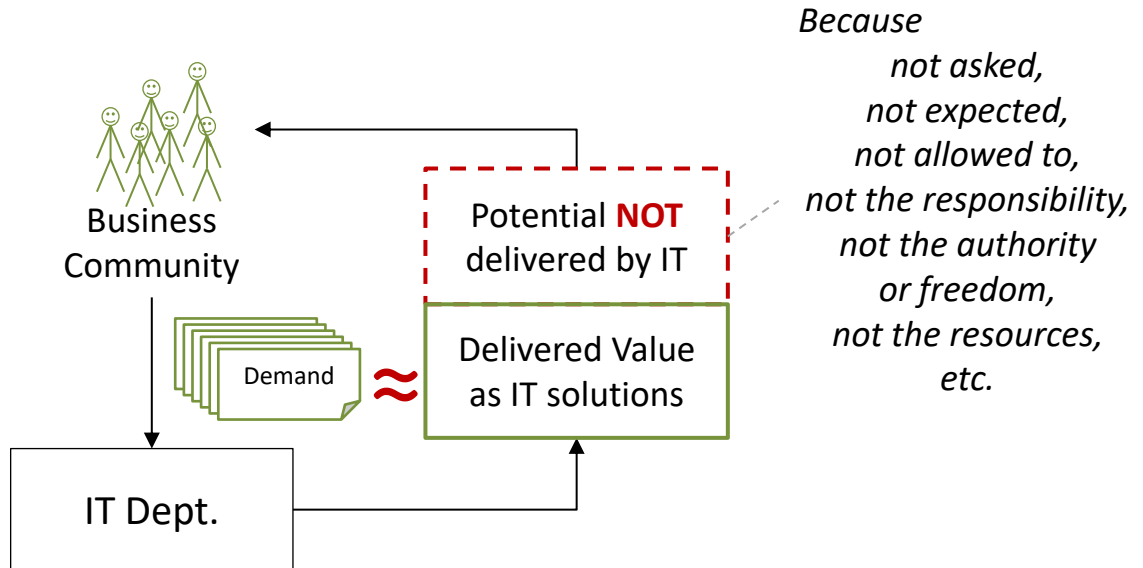 Because
not asked,
not expected,
not allowed to,
not the responsibility,
not the authority
or freedom,
not the resources,
etc.
Business
Community
Potential NOT
delivered by IT
Demand
≈
Delivered Value
as IT solutions
IT Dept.